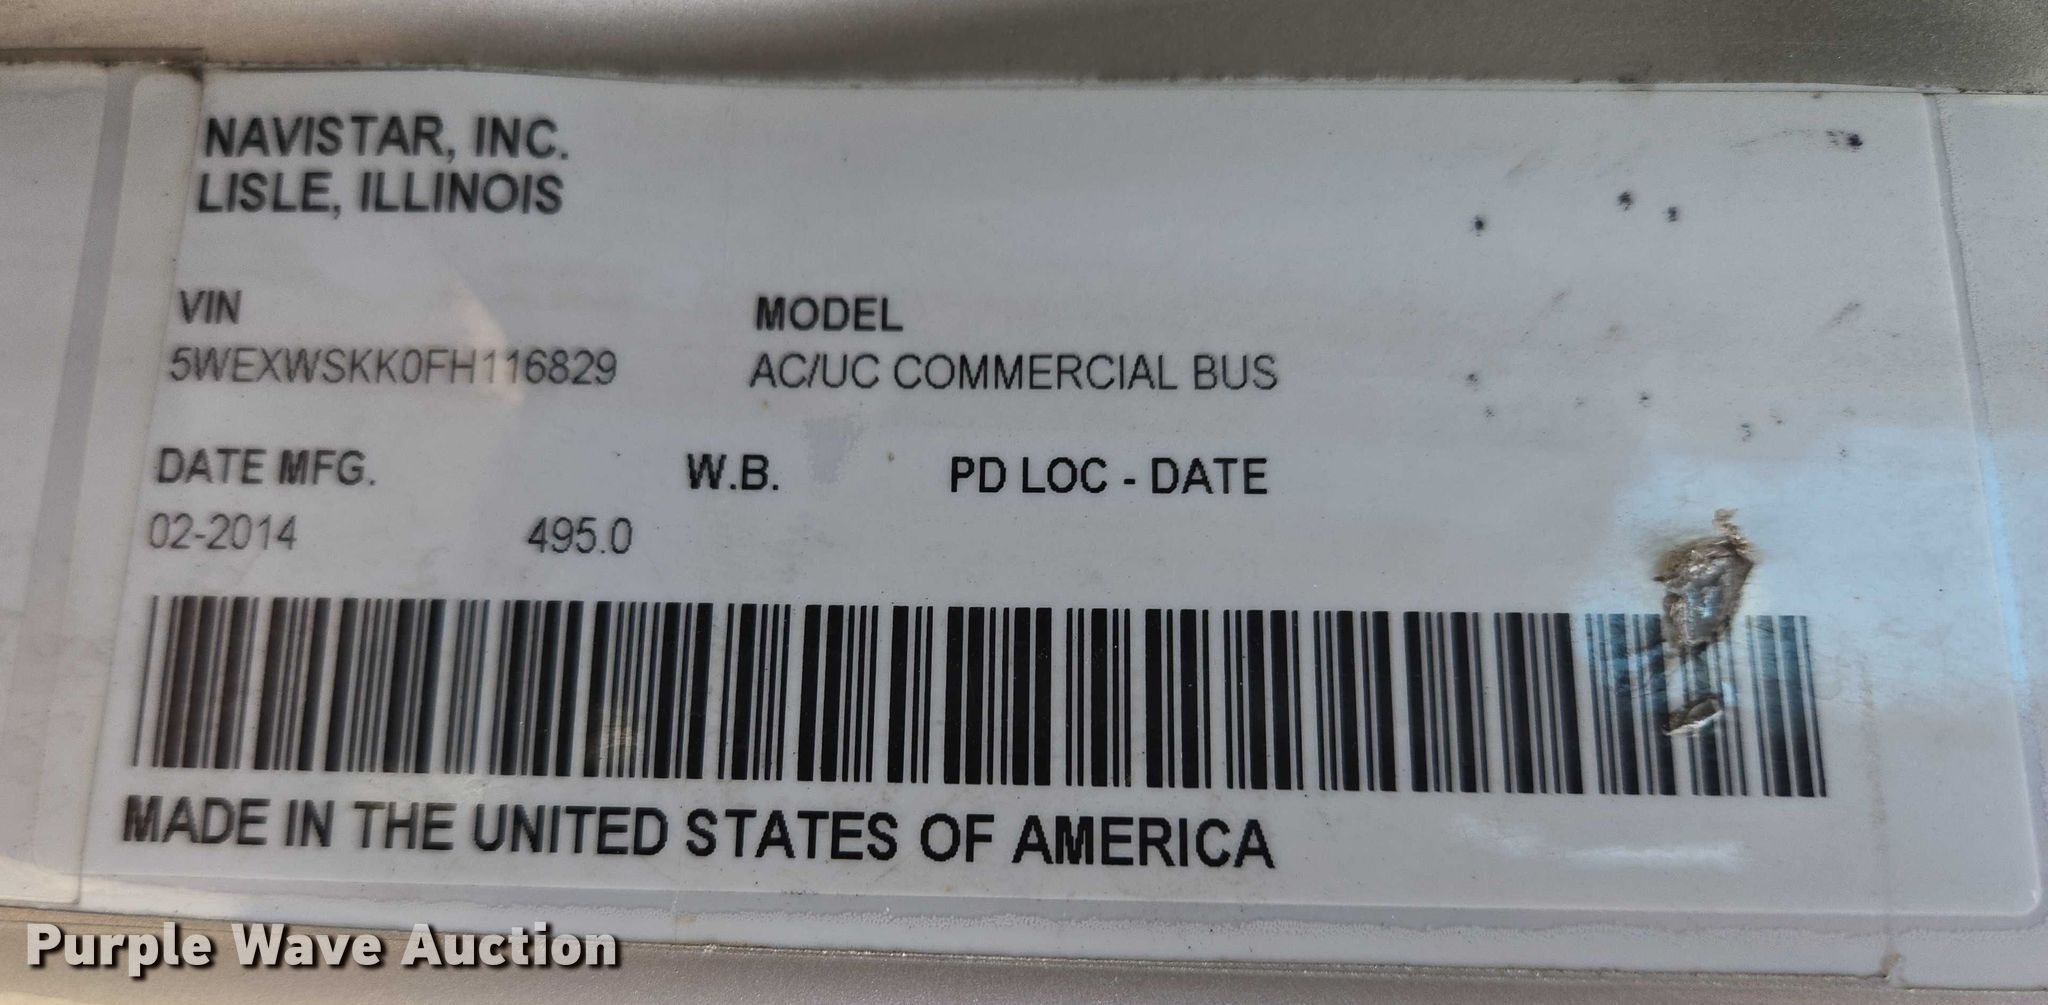 NAVISTAR, INC.
LISLE, ILLINOIS
VIN MODEL
5WEXWSKK0FH116829 AC/UC COMMERCIAL BUS
DATE MFG. W.B. PD LOC - DATE
02-2014 495.0
MADE IN THE UNITED STATES OF AMERICA
Purple Wave Auction